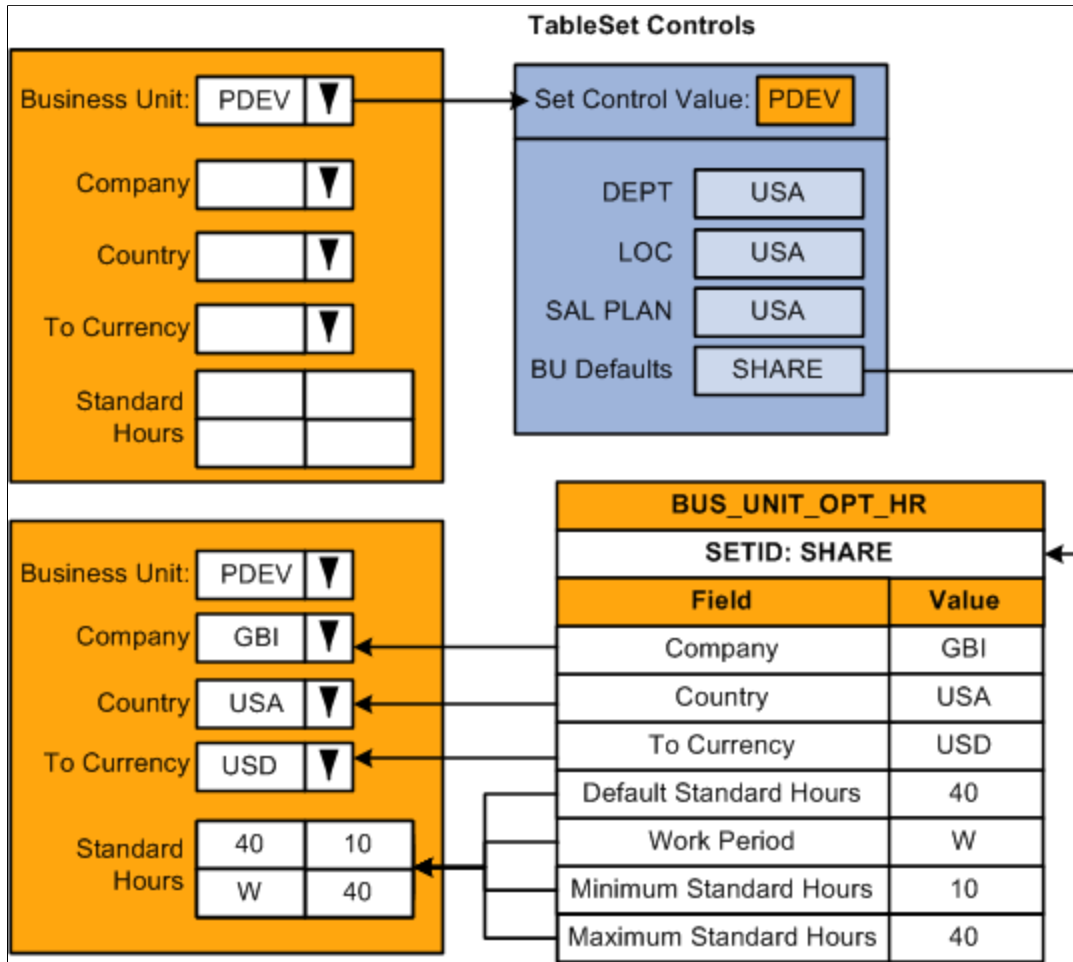 TableSet Controls
Business Unit: PDEV
Company
Country
To Currency
Standard
Hours
Set Control Value: PDEV
DEPT USA
LOC USA
SAL PLAN USA
BU Defaults SHARE
Business Unit: PDEV
Company GBI
Country USA
To Currency USD
Standard
Hours
40 10
W 40
BUS_UNIT_OPT_HR
SETID: SHARE
Field Value
Company GBI
Country USA
To Currency USD
Default Standard Hours 40
Work Period W
Minimum Standard Hours 10
Maximum Standard Hours 40